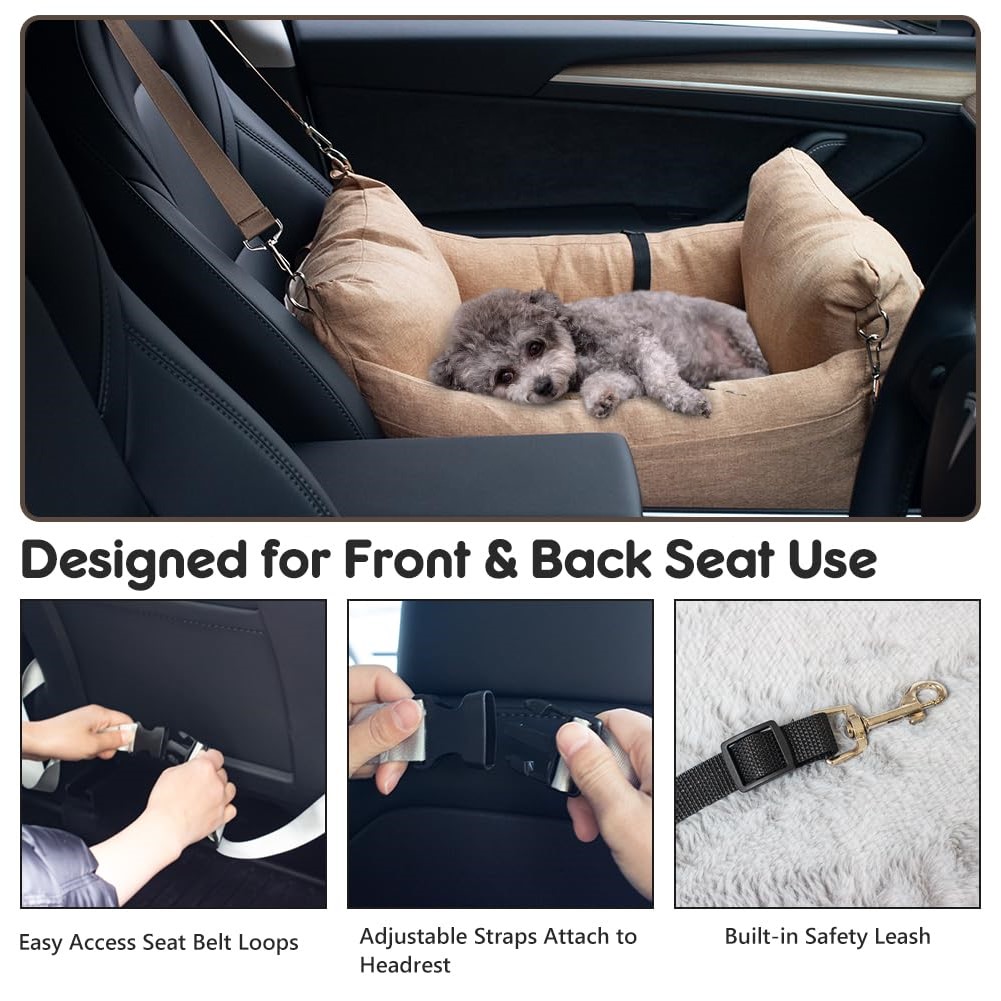 Designed for Front & Back Seat Use
Easy Access Seat Belt Loops
Adjustable Straps Attach to
Headrest
Built-in Safety Leash